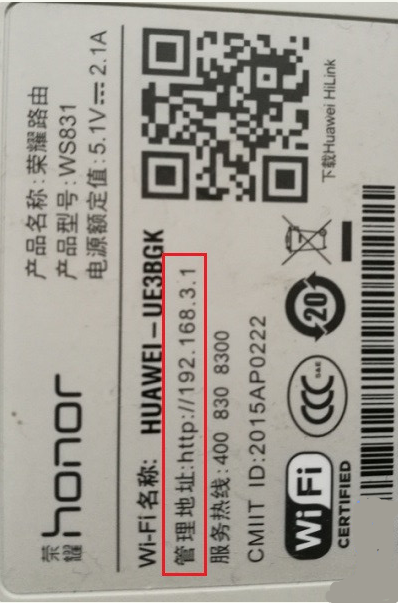 荣耀 honor
产品名称:荣耀路由
产品型号:WS831
电源额定值:5.1V⎓2.1A
下载Huawei HiLink
Wi-Fi 名称: HUAWEI-UE3BGK
管理地址:http://192.168.3.1
服务热线:400 830 8300
CMIIT ID:2015AP0222
20
CCC S&E
Wi Fi CERTIFIED